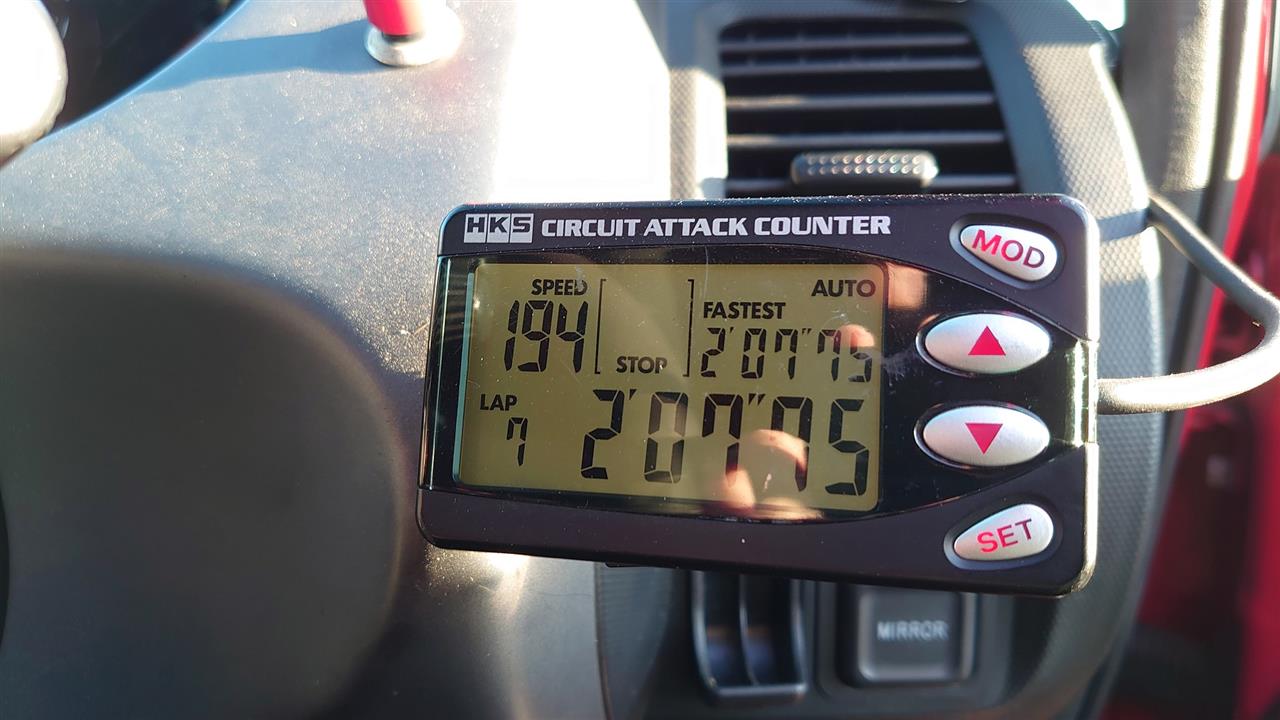 HKS CIRCUIT ATTACK COUNTER
MOD
SPEED
194
STOP
AUTO
FASTEST
2'07"75
LAP
7
2'07"75
SET
MIRROR